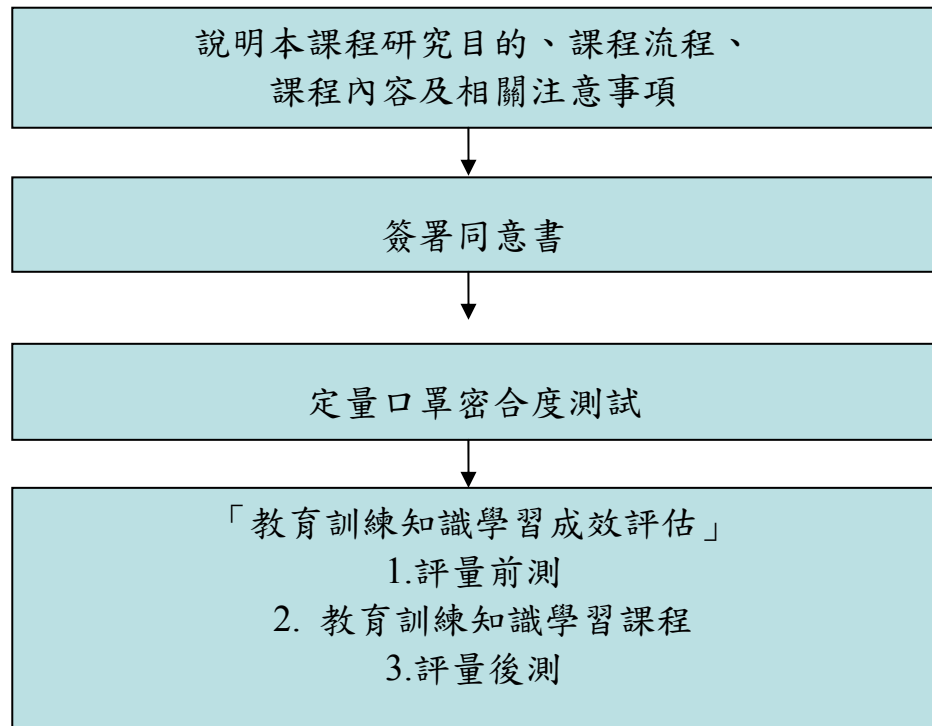 說明本課程研究目的、課程流程、
課程內容及相關注意事項
簽署同意書
定量口罩密合度測試
「教育訓練知識學習成效評估」
1.評量前測
2. 教育訓練知識學習課程
3.評量後測